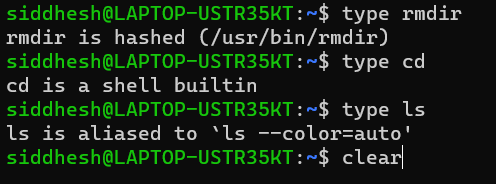 siddhesh@LAPTOP-USTR35KT:~$ type rmdir
rmdir is hashed (/usr/bin/rmdir)
siddhesh@LAPTOP-USTR35KT:~$ type cd
cd is a shell builtin
siddhesh@LAPTOP-USTR35KT:~$ type ls
ls is aliased to `ls --color=auto'
siddhesh@LAPTOP-USTR35KT:~$ clear